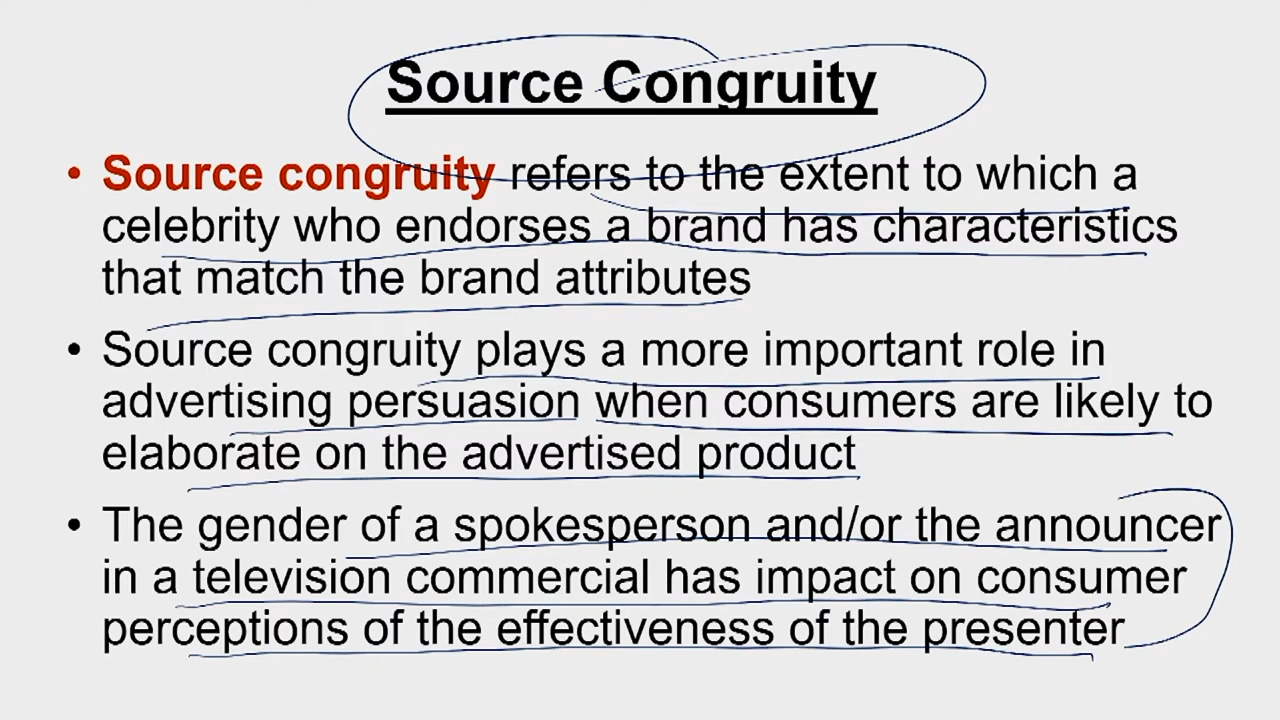 Source Congruity
• Source congruity refers to the extent to which a
celebrity who endorses a brand has characteristics
that match the brand attributes
• Source congruity plays a more important role in
advertising persuasion when consumers are likely to
elaborate on the advertised product
• The gender of a spokesperson and/or the announcer
in a television commercial has impact on consumer
perceptions of the effectiveness of the presenter